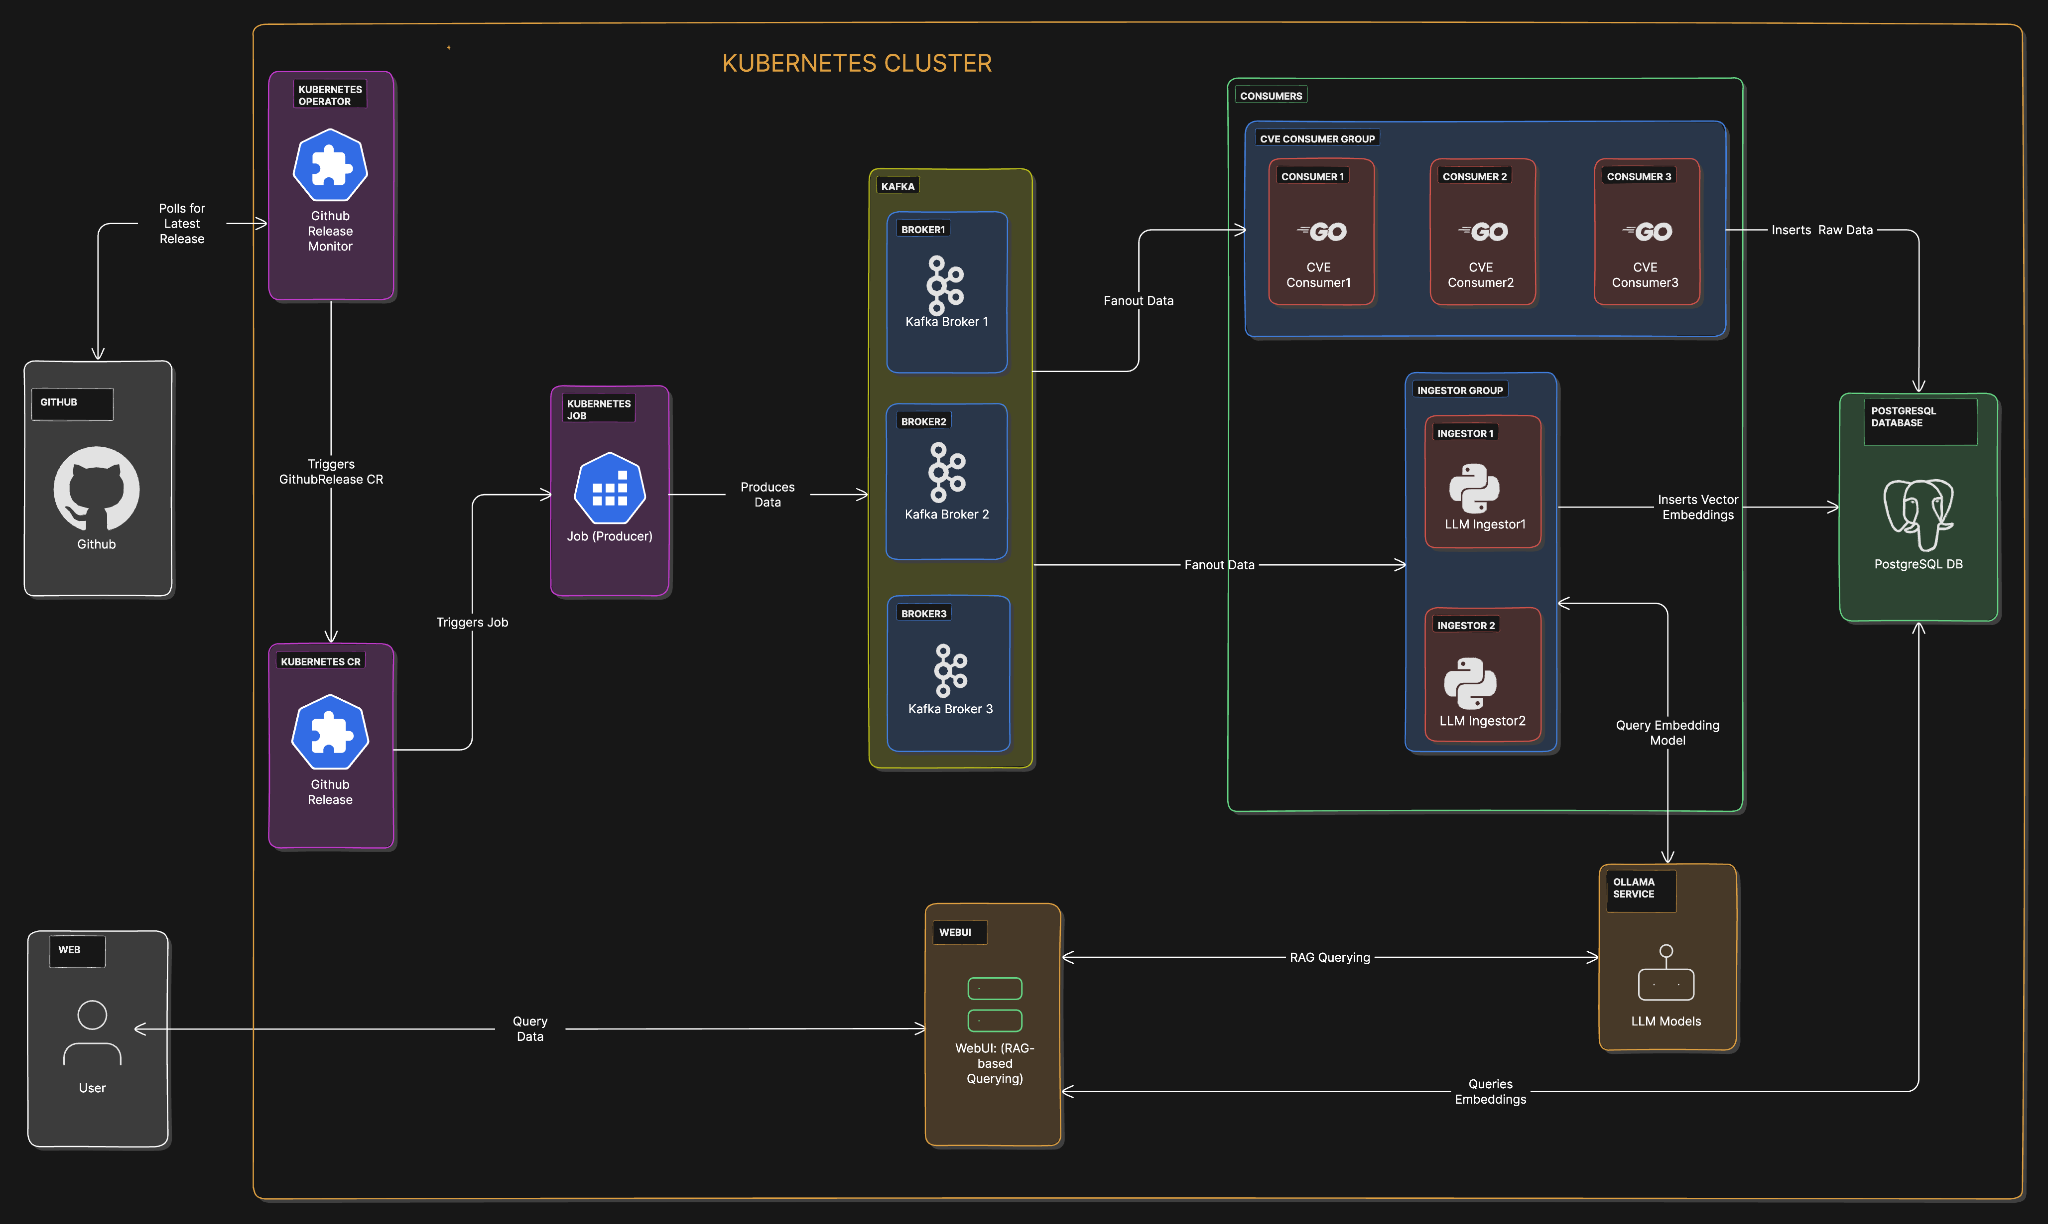 KUBERNETES CLUSTER
KUBERNETES
OPERATOR
Github
Release
Monitor
Polls for
Latest
Release
GITHUB
Github
Triggers
GithubRelease CR
KUBERNETES CR
Github
Release
Triggers Job
KUBERNETES
JOB
Job (Producer)
Produces
Data
KAFKA
BROKER1
Kafka Broker 1
BROKER2
Kafka Broker 2
BROKER3
Kafka Broker 3
Fanout Data
Fanout Data
CONSUMERS
CVE CONSUMER GROUP
CONSUMER 1
GO
CVE
Consumer1
CONSUMER 2
GO
CVE
Consumer2
CONSUMER 3
GO
CVE
Consumer3
Inserts Raw Data
INGESTOR GROUP
INGESTOR 1
LLM Ingestor1
INGESTOR 2
LLM Ingestor2
Inserts Vector
Embeddings
POSTGRESQL
DATABASE
PostgreSQL DB
Query Embedding
Model
OLLAMA
SERVICE
LLM Models
WEB
User
Query
Data
WEBUI
WebUI: (RAG-
based
Querying)
RAG Querying
Queries
Embeddings